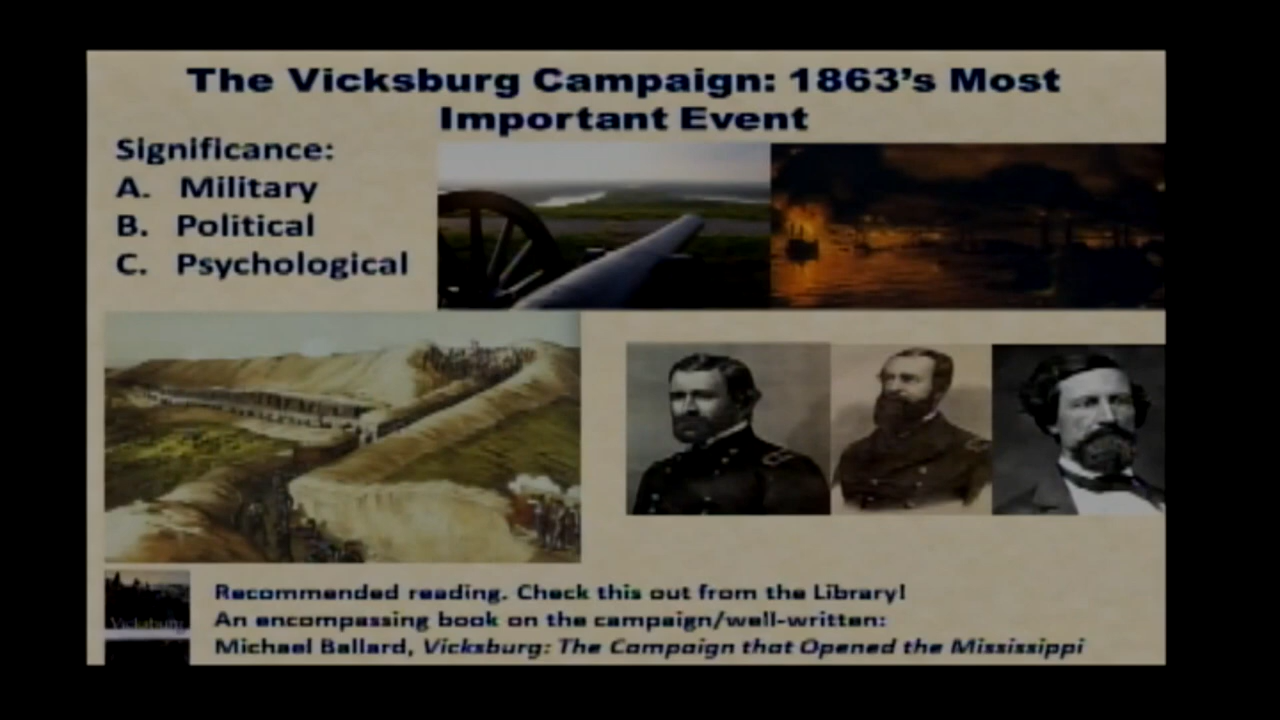 The Vicksburg Campaign: 1863's Most
Important Event
Significance:
A. Military
B. Political
C. Psychological
Recommended reading. Check this out from the Library!
An encompassing book on the campaign/well-written:
Michael Ballard, Vicksburg: The Campaign that Opened the Mississippi
Vicksburg